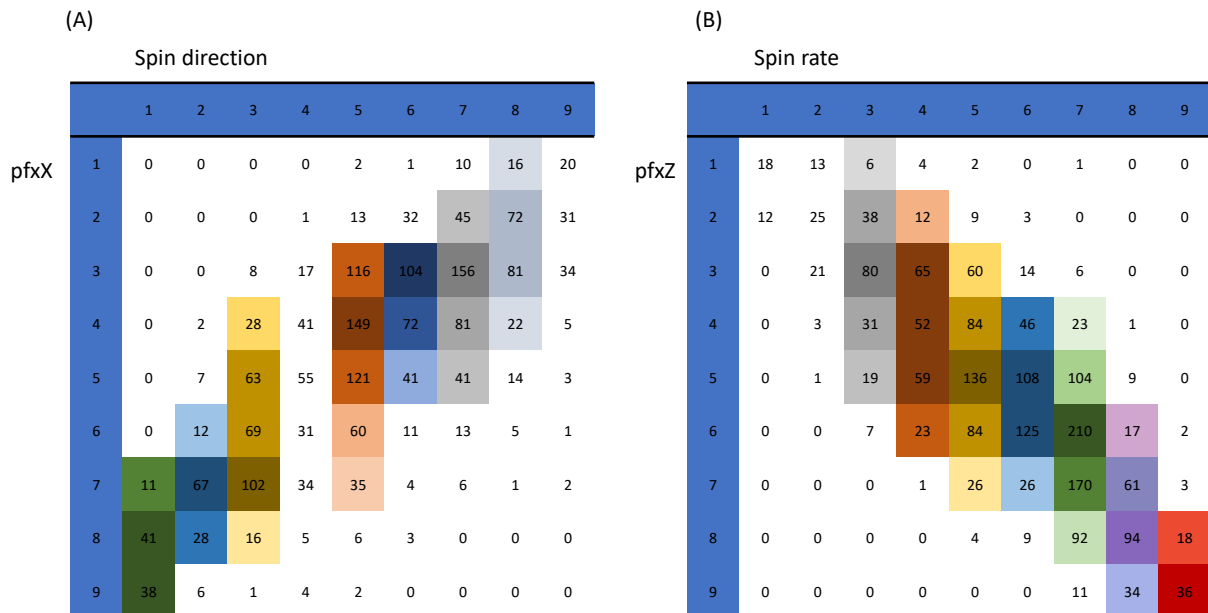 (A)
Spin direction
1 2 3 4 5 6 7 8 9
pfxX 1 0 0 0 0 2 1 10 16 20
2 0 0 0 1 13 32 45 72 31
3 0 0 8 17 116 104 156 81 34
4 0 2 28 41 149 72 81 22 5
5 0 7 63 55 121 41 41 14 3
6 0 12 69 31 60 11 13 5 1
7 11 67 102 34 35 4 6 1 2
8 41 28 16 5 6 3 0 0 0
9 38 6 1 4 2 0 0 0 0
(B)
Spin rate
1 2 3 4 5 6 7 8 9
pfxZ 1 18 13 6 4 2 0 1 0 0
2 12 25 38 12 9 3 0 0 0
3 0 21 80 65 60 14 6 0 0
4 0 3 31 52 84 46 23 1 0
5 0 1 19 59 136 108 104 9 0
6 0 0 7 23 84 125 210 17 2
7 0 0 0 1 26 26 170 61 3
8 0 0 0 0 4 9 92 94 18
9 0 0 0 0 0 0 11 34 36